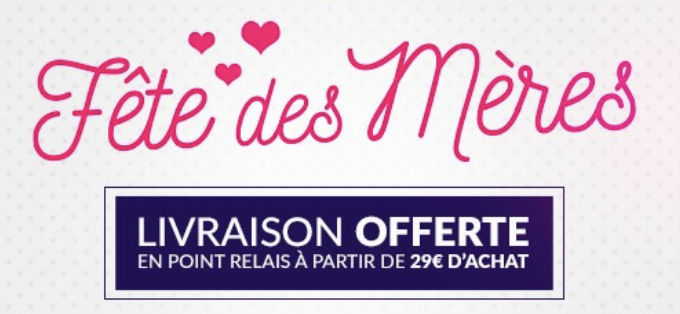 Fête des Mères
LIVRAISON OFFERTE
EN POINT RELAIS À PARTIR DE 29€ D'ACHAT